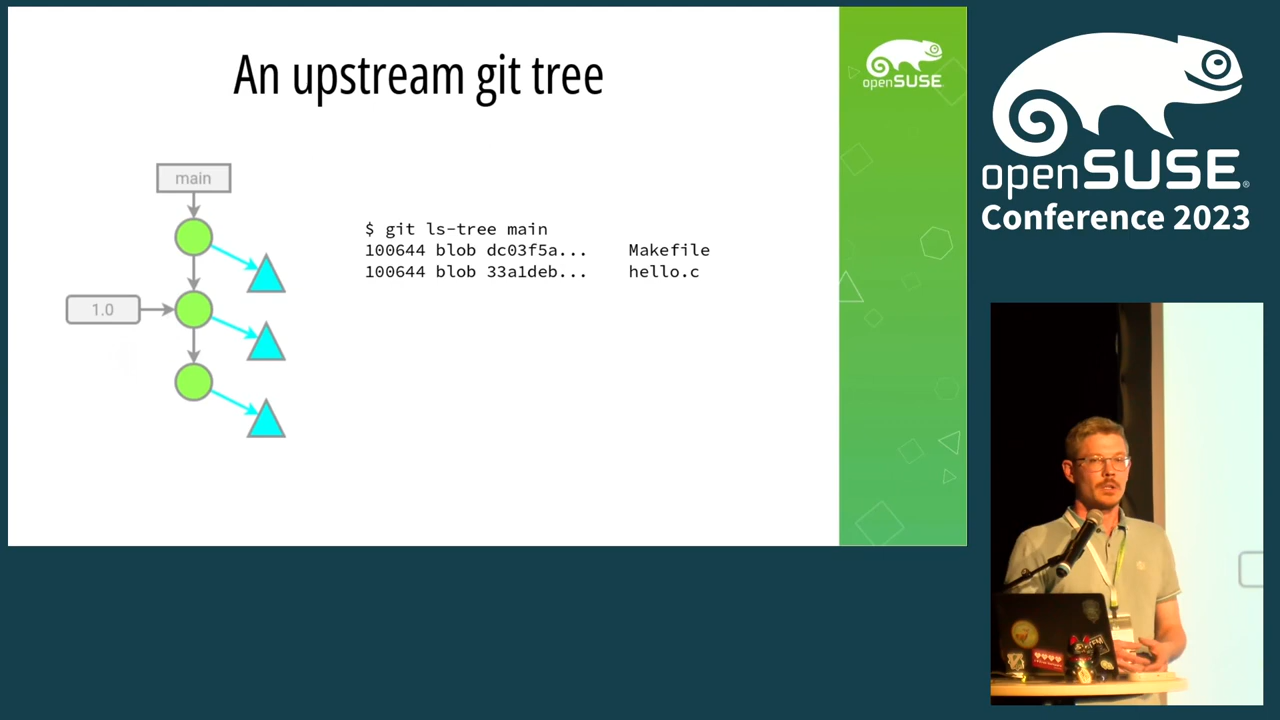 An upstream git tree
main
1.0
$ git ls-tree main
100644 blob dc03f5a... Makefile
100644 blob 33a1deb... hello.c
openSUSE
openSUSE
Conference 2023